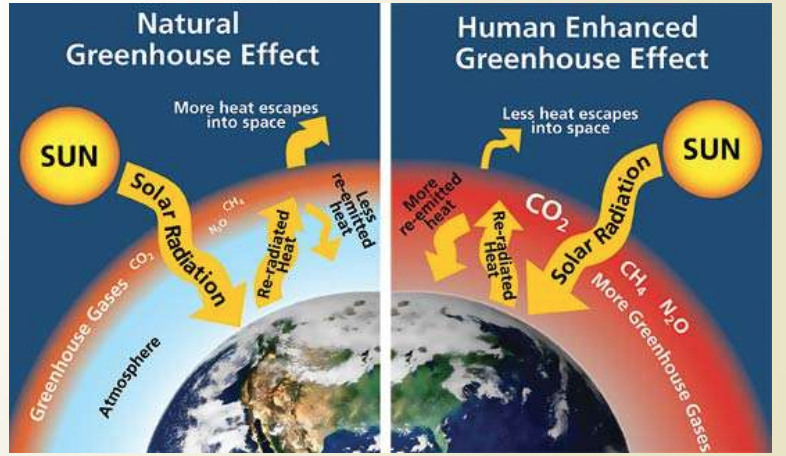 Natural
Greenhouse Effect
More heat escapes
into space
SUN
Solar Radiation
Re-radiated Heat
Less
re-emitted
heat
CH₄
N₂O
CO₂
Greenhouse Gases
Atmosphere
Human Enhanced
Greenhouse Effect
Less heat escapes
into space
SUN
Solar Radiation
More
re-emitted
heat
Re-radiated
Heat
CO₂
CH₄ N₂O
More Greenhouse Gases